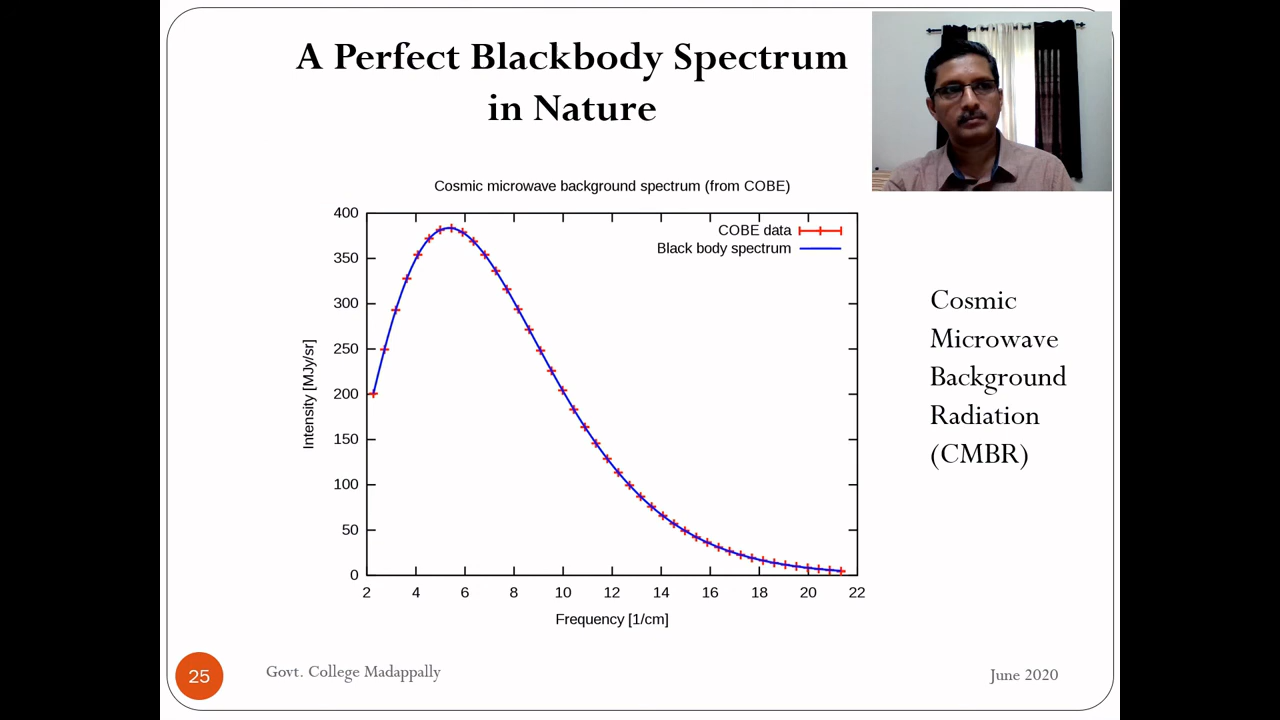 A Perfect Blackbody Spectrum
in Nature
Cosmic microwave background spectrum (from COBE)
COBE data
Black body spectrum
400
350
300
250
200
150
100
50
0
Intensity [MJy/sr]
2 4 6 8 10 12 14 16 18 20 22
Frequency [1/cm]
Cosmic
Microwave
Background
Radiation
(CMBR)
25
Govt. College Madappally
June 2020